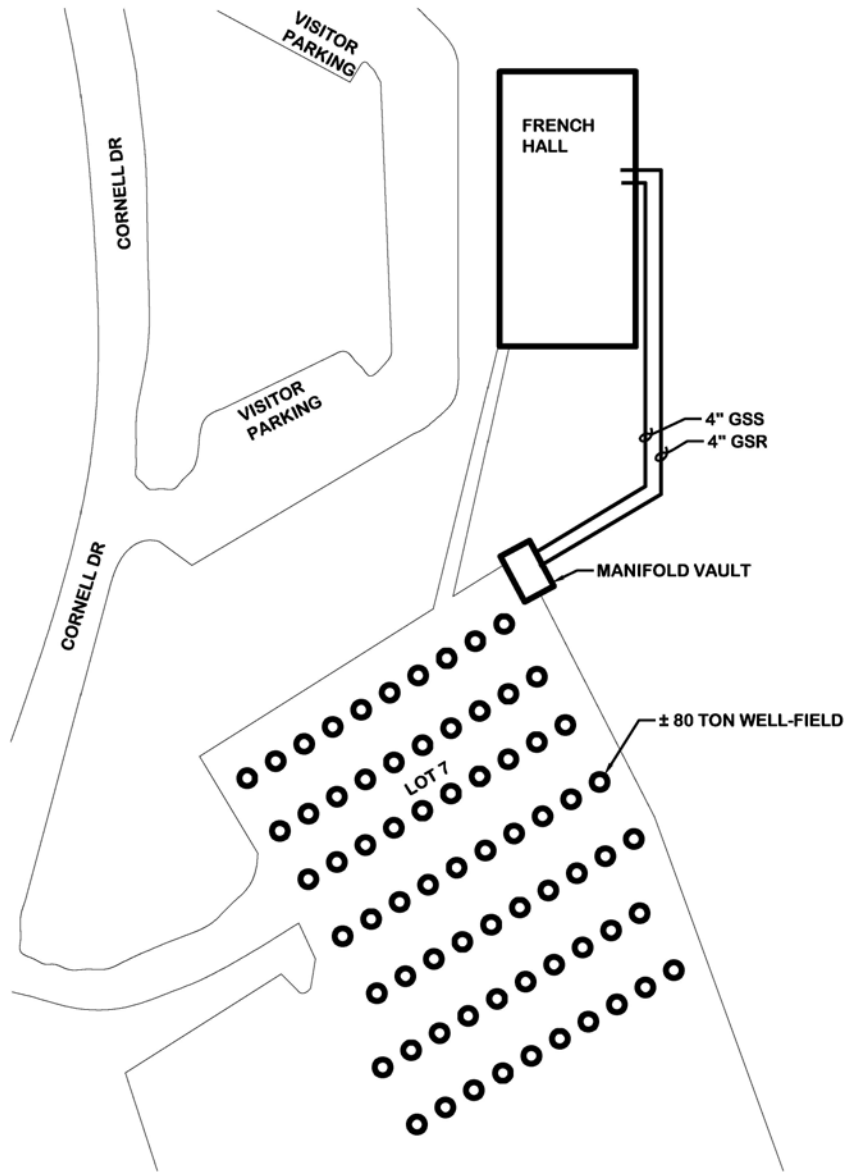 VISITOR
PARKING
FRENCH
HALL
CORNELL DR
VISITOR
PARKING
4" GSS
4" GSR
CORNELL DR
MANIFOLD VAULT
± 80 TON WELL-FIELD
LOT 7